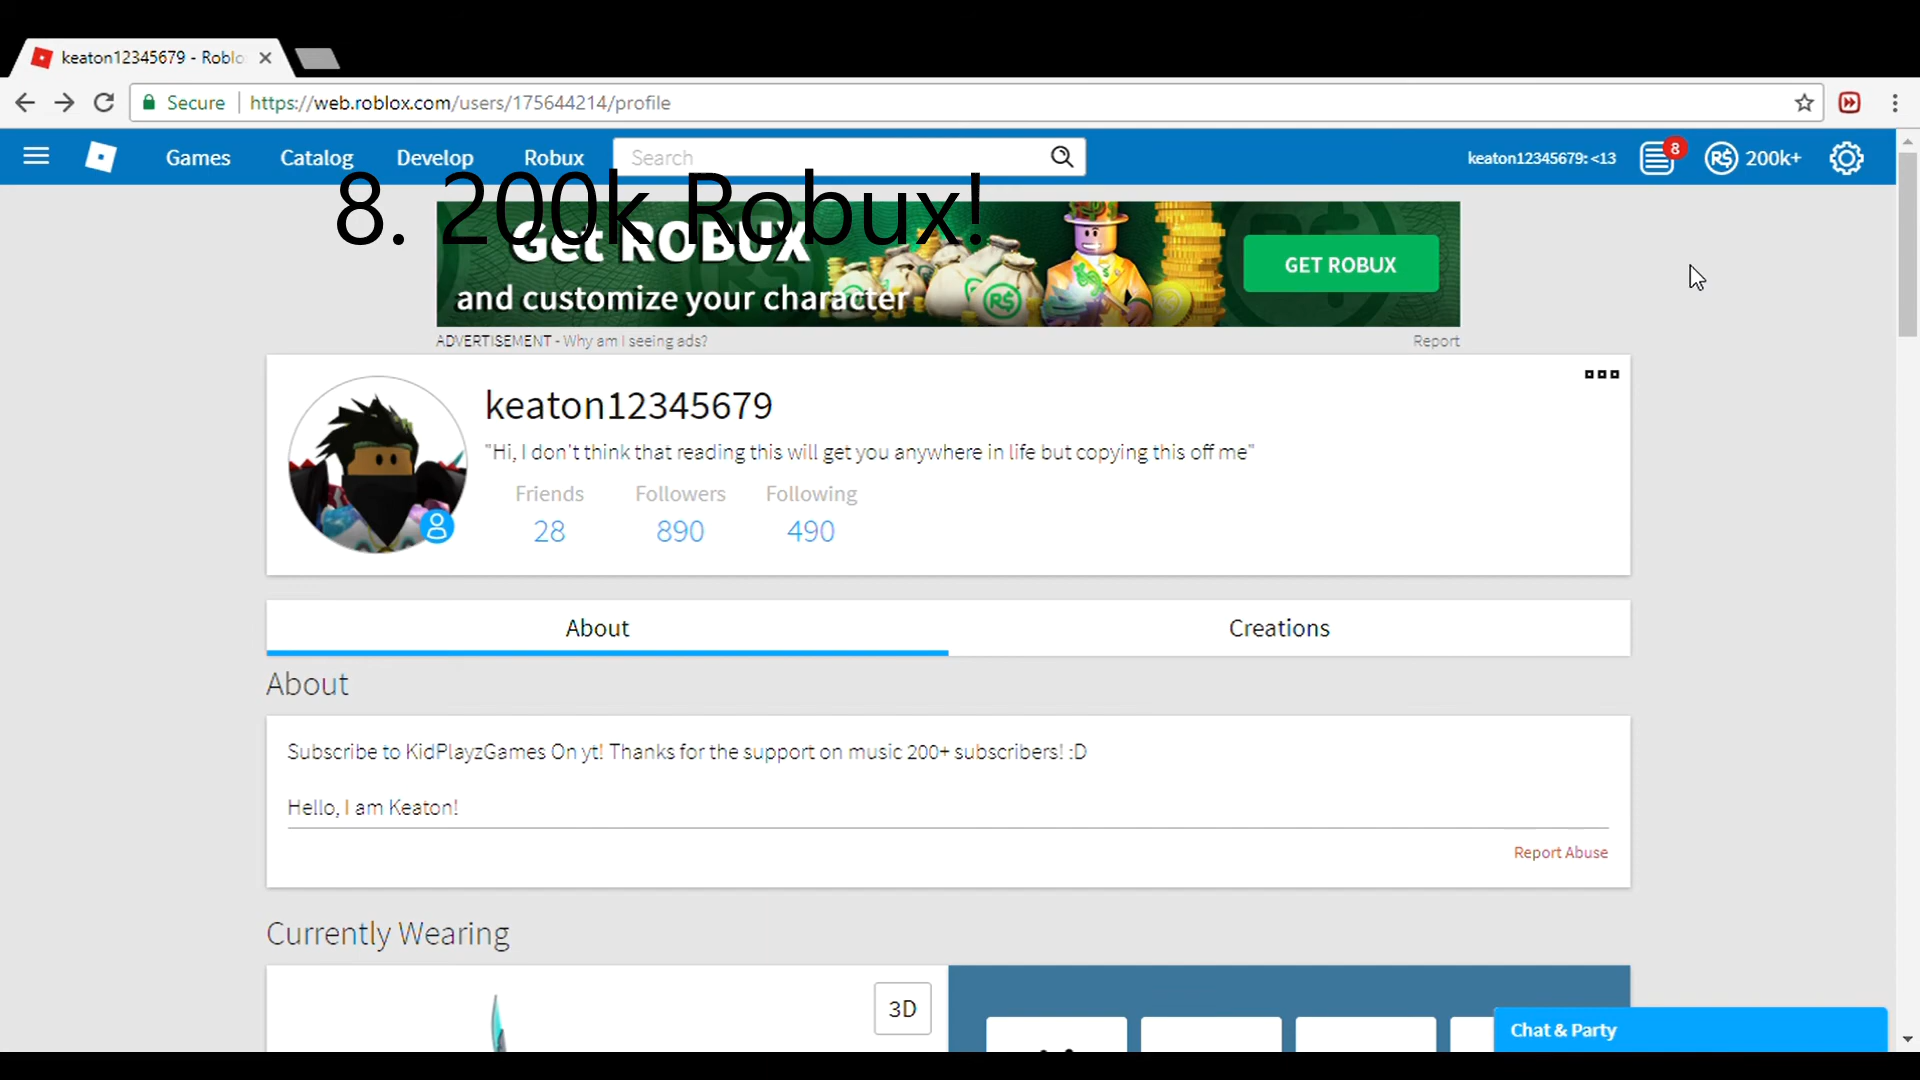 keaton12345679 - Roblo
Secure
https://web.roblox.com/users/175644214/profile
Games
Catalog
Develop
Robux
Search
keaton12345679: <13
8
R$
200k+
8. 200k Robux!
Get ROBUX
and customize your character
R$
GET ROBUX
ADVERTISEMENT - Why am I seeing ads?
Report
keaton12345679
"Hi, I don't think that reading this will get you anywhere in life but copying this off me"
Friends
Followers
Following
28
890
490
About
Creations
About
Subscribe to KidPlayzGames On yt! Thanks for the support on music 200+ subscribers! :D
Hello, I am Keaton!
Report Abuse
Currently Wearing
3D
Chat & Party